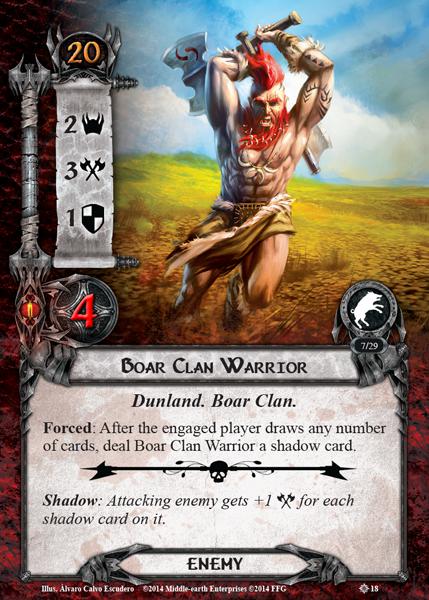 20
2
3
1
4
7/29
Boar Clan Warrior
Dunland. Boar Clan.
Forced: After the engaged player draws any number
of cards, deal Boar Clan Warrior a shadow card.
Shadow: Attacking enemy gets +1 for each
shadow card on it.
ENEMY
Illus. Álvaro Calvo Escudero ©2014 Middle-earth Enterprises ©2014 FFG 18